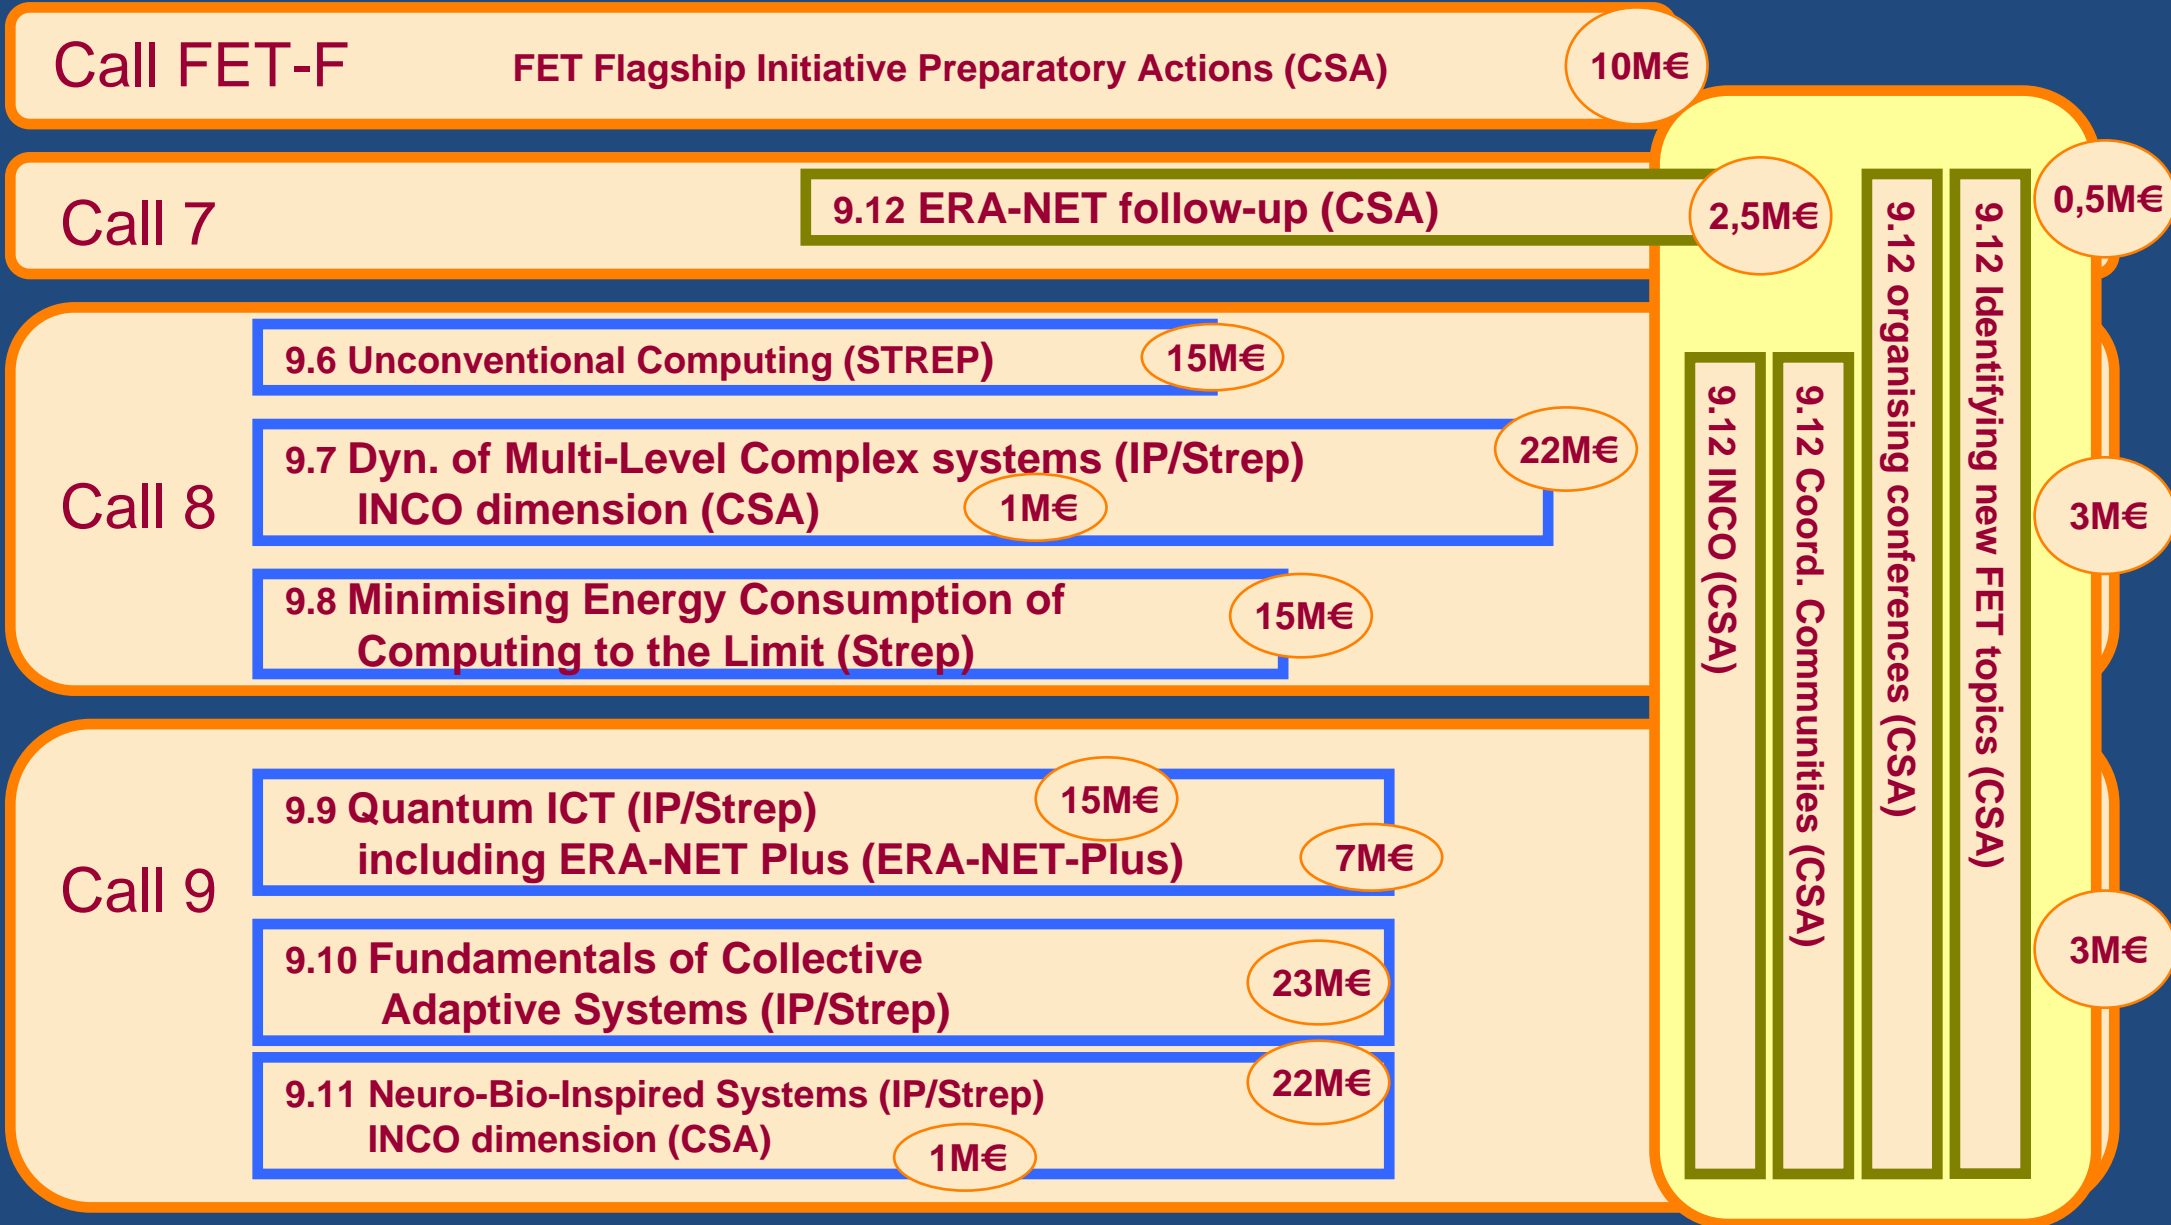 Call FET-F
FET Flagship Initiative Preparatory Actions (CSA)
10M€
Call 7
9.12 ERA-NET follow-up (CSA)
2,5M€
0,5M€
Call 8
9.6 Unconventional Computing (STREP)
15M€
9.7 Dyn. of Multi-Level Complex systems (IP/Strep)
22M€
INCO dimension (CSA)
1M€
9.8 Minimising Energy Consumption of
Computing to the Limit (Strep)
15M€
3M€
Call 9
9.9 Quantum ICT (IP/Strep)
15M€
including ERA-NET Plus (ERA-NET-Plus)
7M€
9.10 Fundamentals of Collective
Adaptive Systems (IP/Strep)
23M€
9.11 Neuro-Bio-Inspired Systems (IP/Strep)
22M€
INCO dimension (CSA)
1M€
3M€
9.12 INCO (CSA)
9.12 Coord. Communities (CSA)
9.12 organising conferences (CSA)
9.12 Identifying new FET topics (CSA)